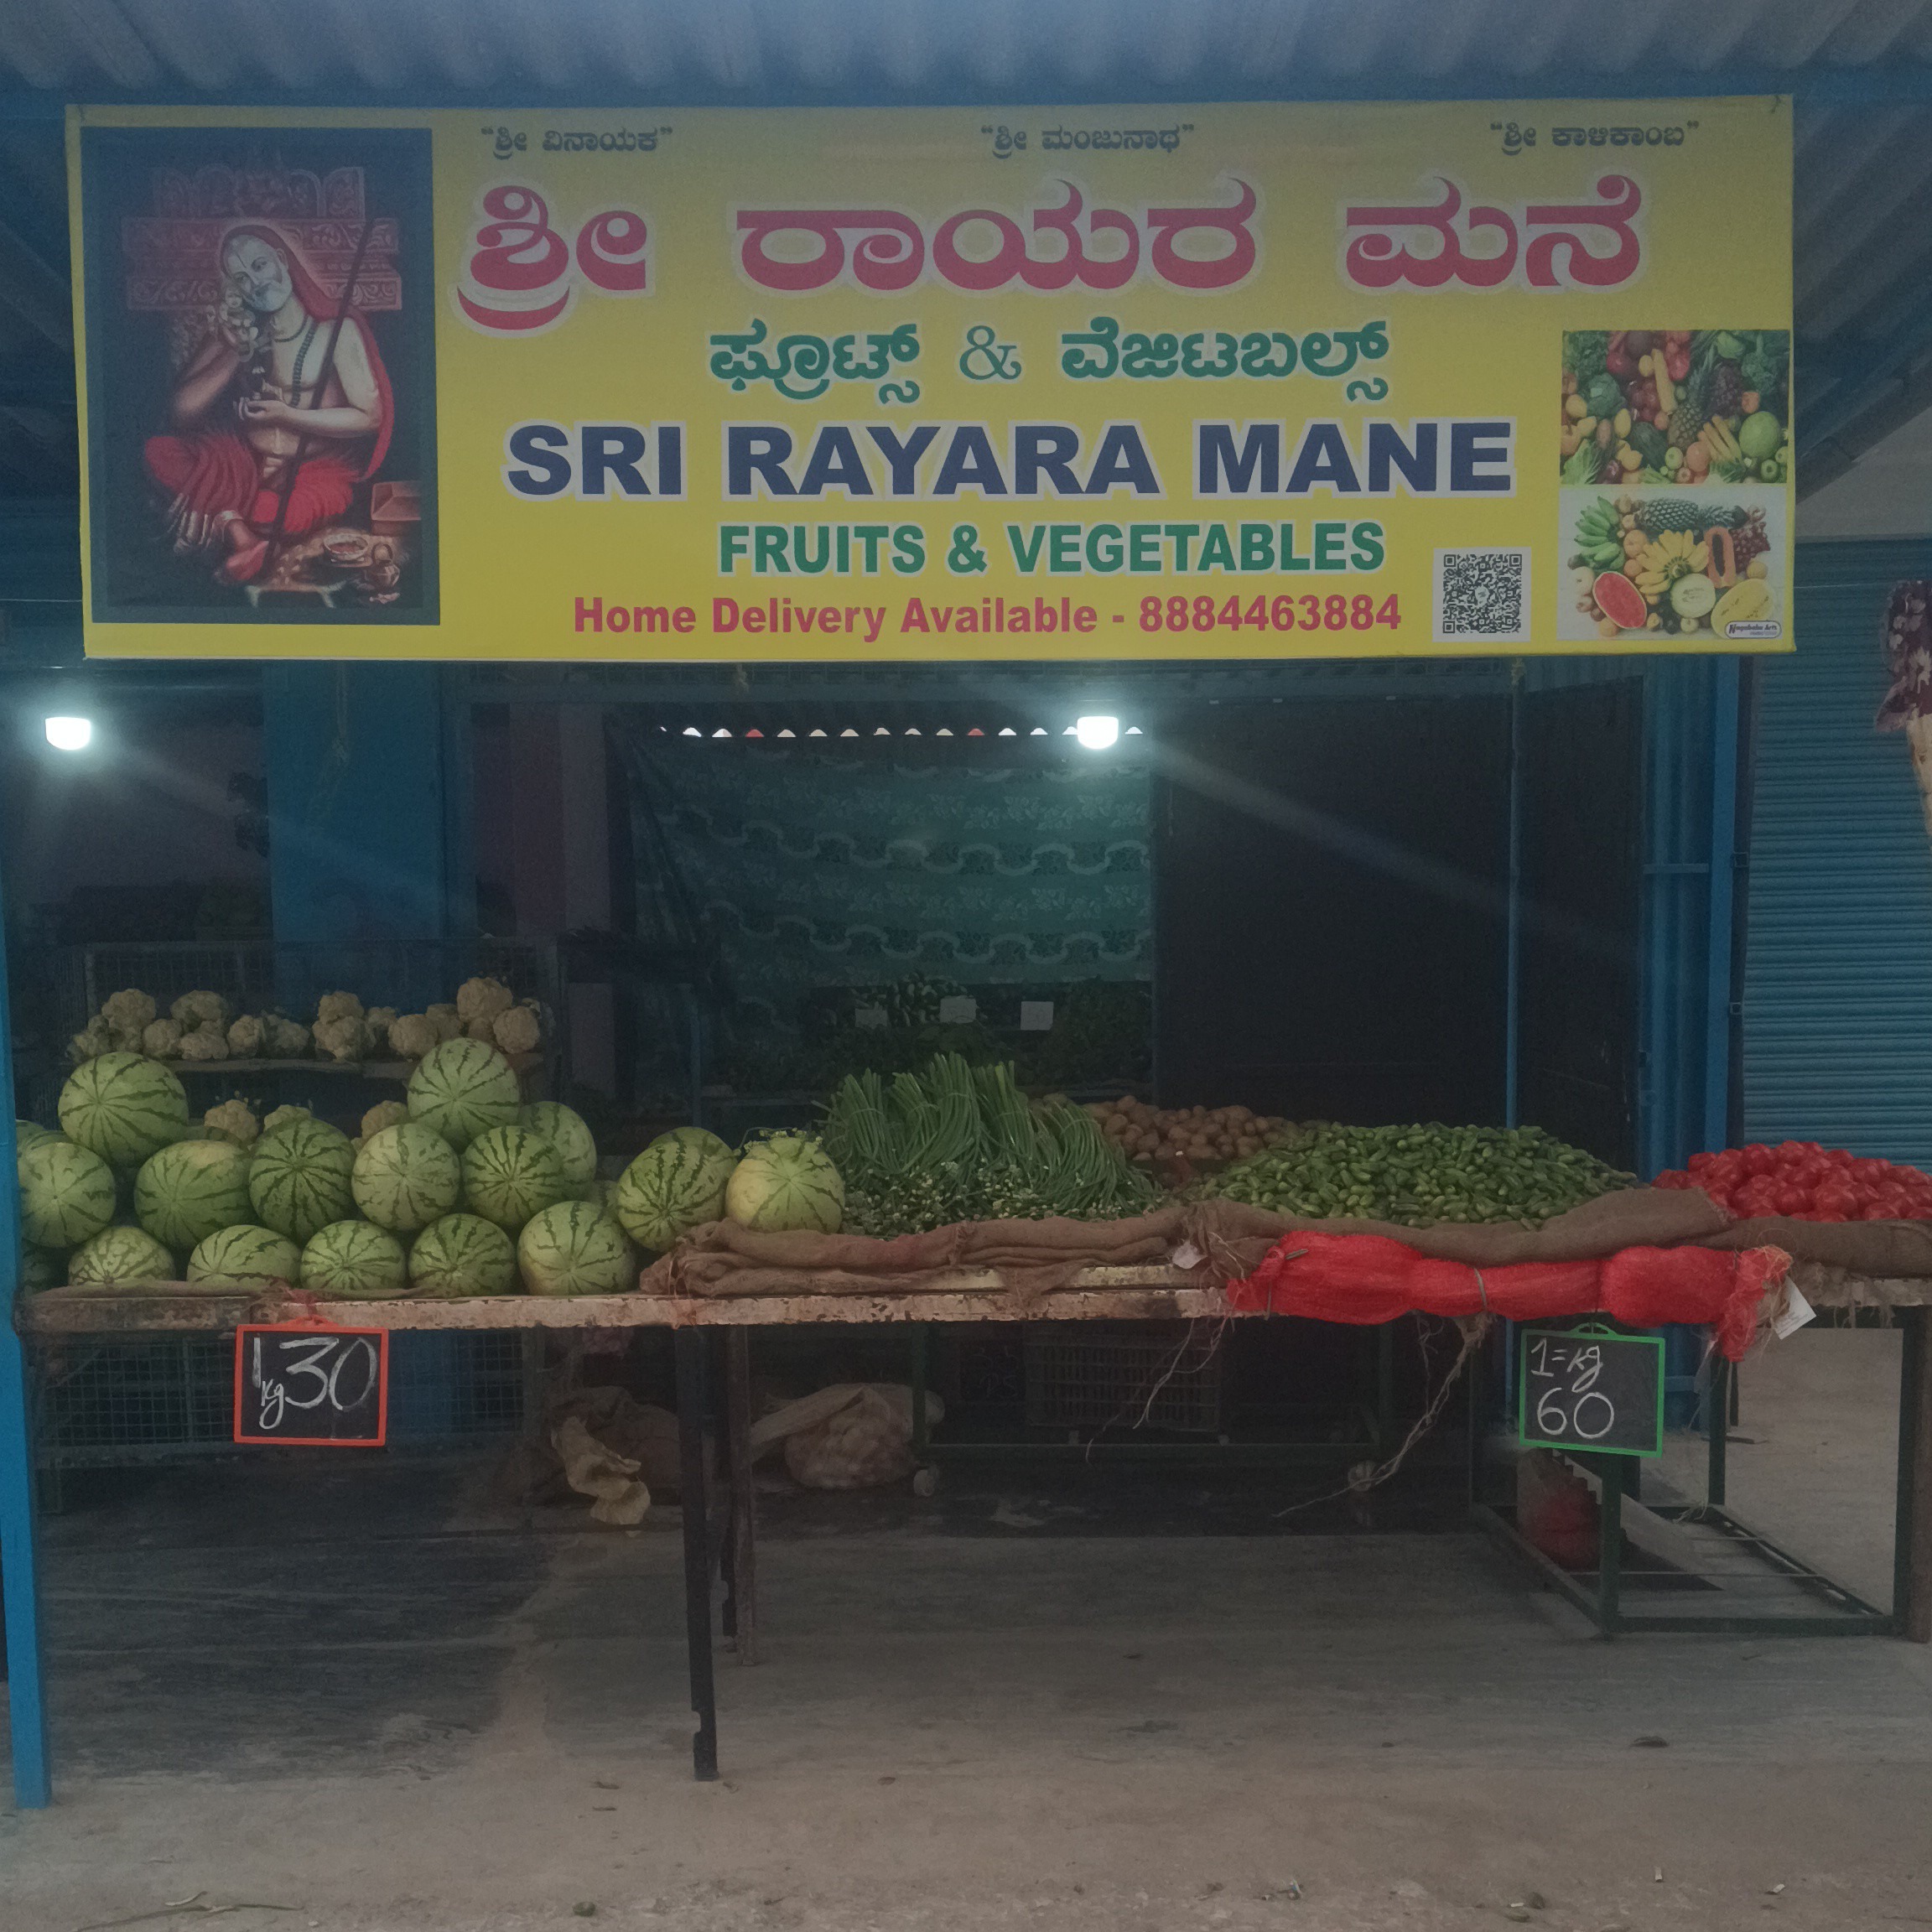 “ಶ್ರೀ ವಿನಾಯಕ” “ಶ್ರೀ ಮಂಜುನಾಥ” “ಶ್ರೀ ಕಾಳಿಕಾಂಬ”
ಶ್ರೀ ರಾಯರ ಮನೆ
ಫ್ರೂಟ್ಸ್ & ವೆಜಿಟಬಲ್ಸ್
SRI RAYARA MANE
FRUITS & VEGETABLES
Home Delivery Available - 8884463884
1kg 30
1=kg
60